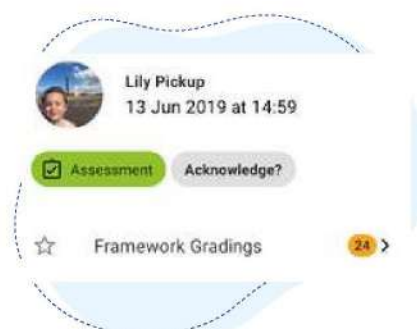 Lily Pickup
13 Jun 2019 at 14:59
Assessment Acknowledge?
Framework Gradings 24